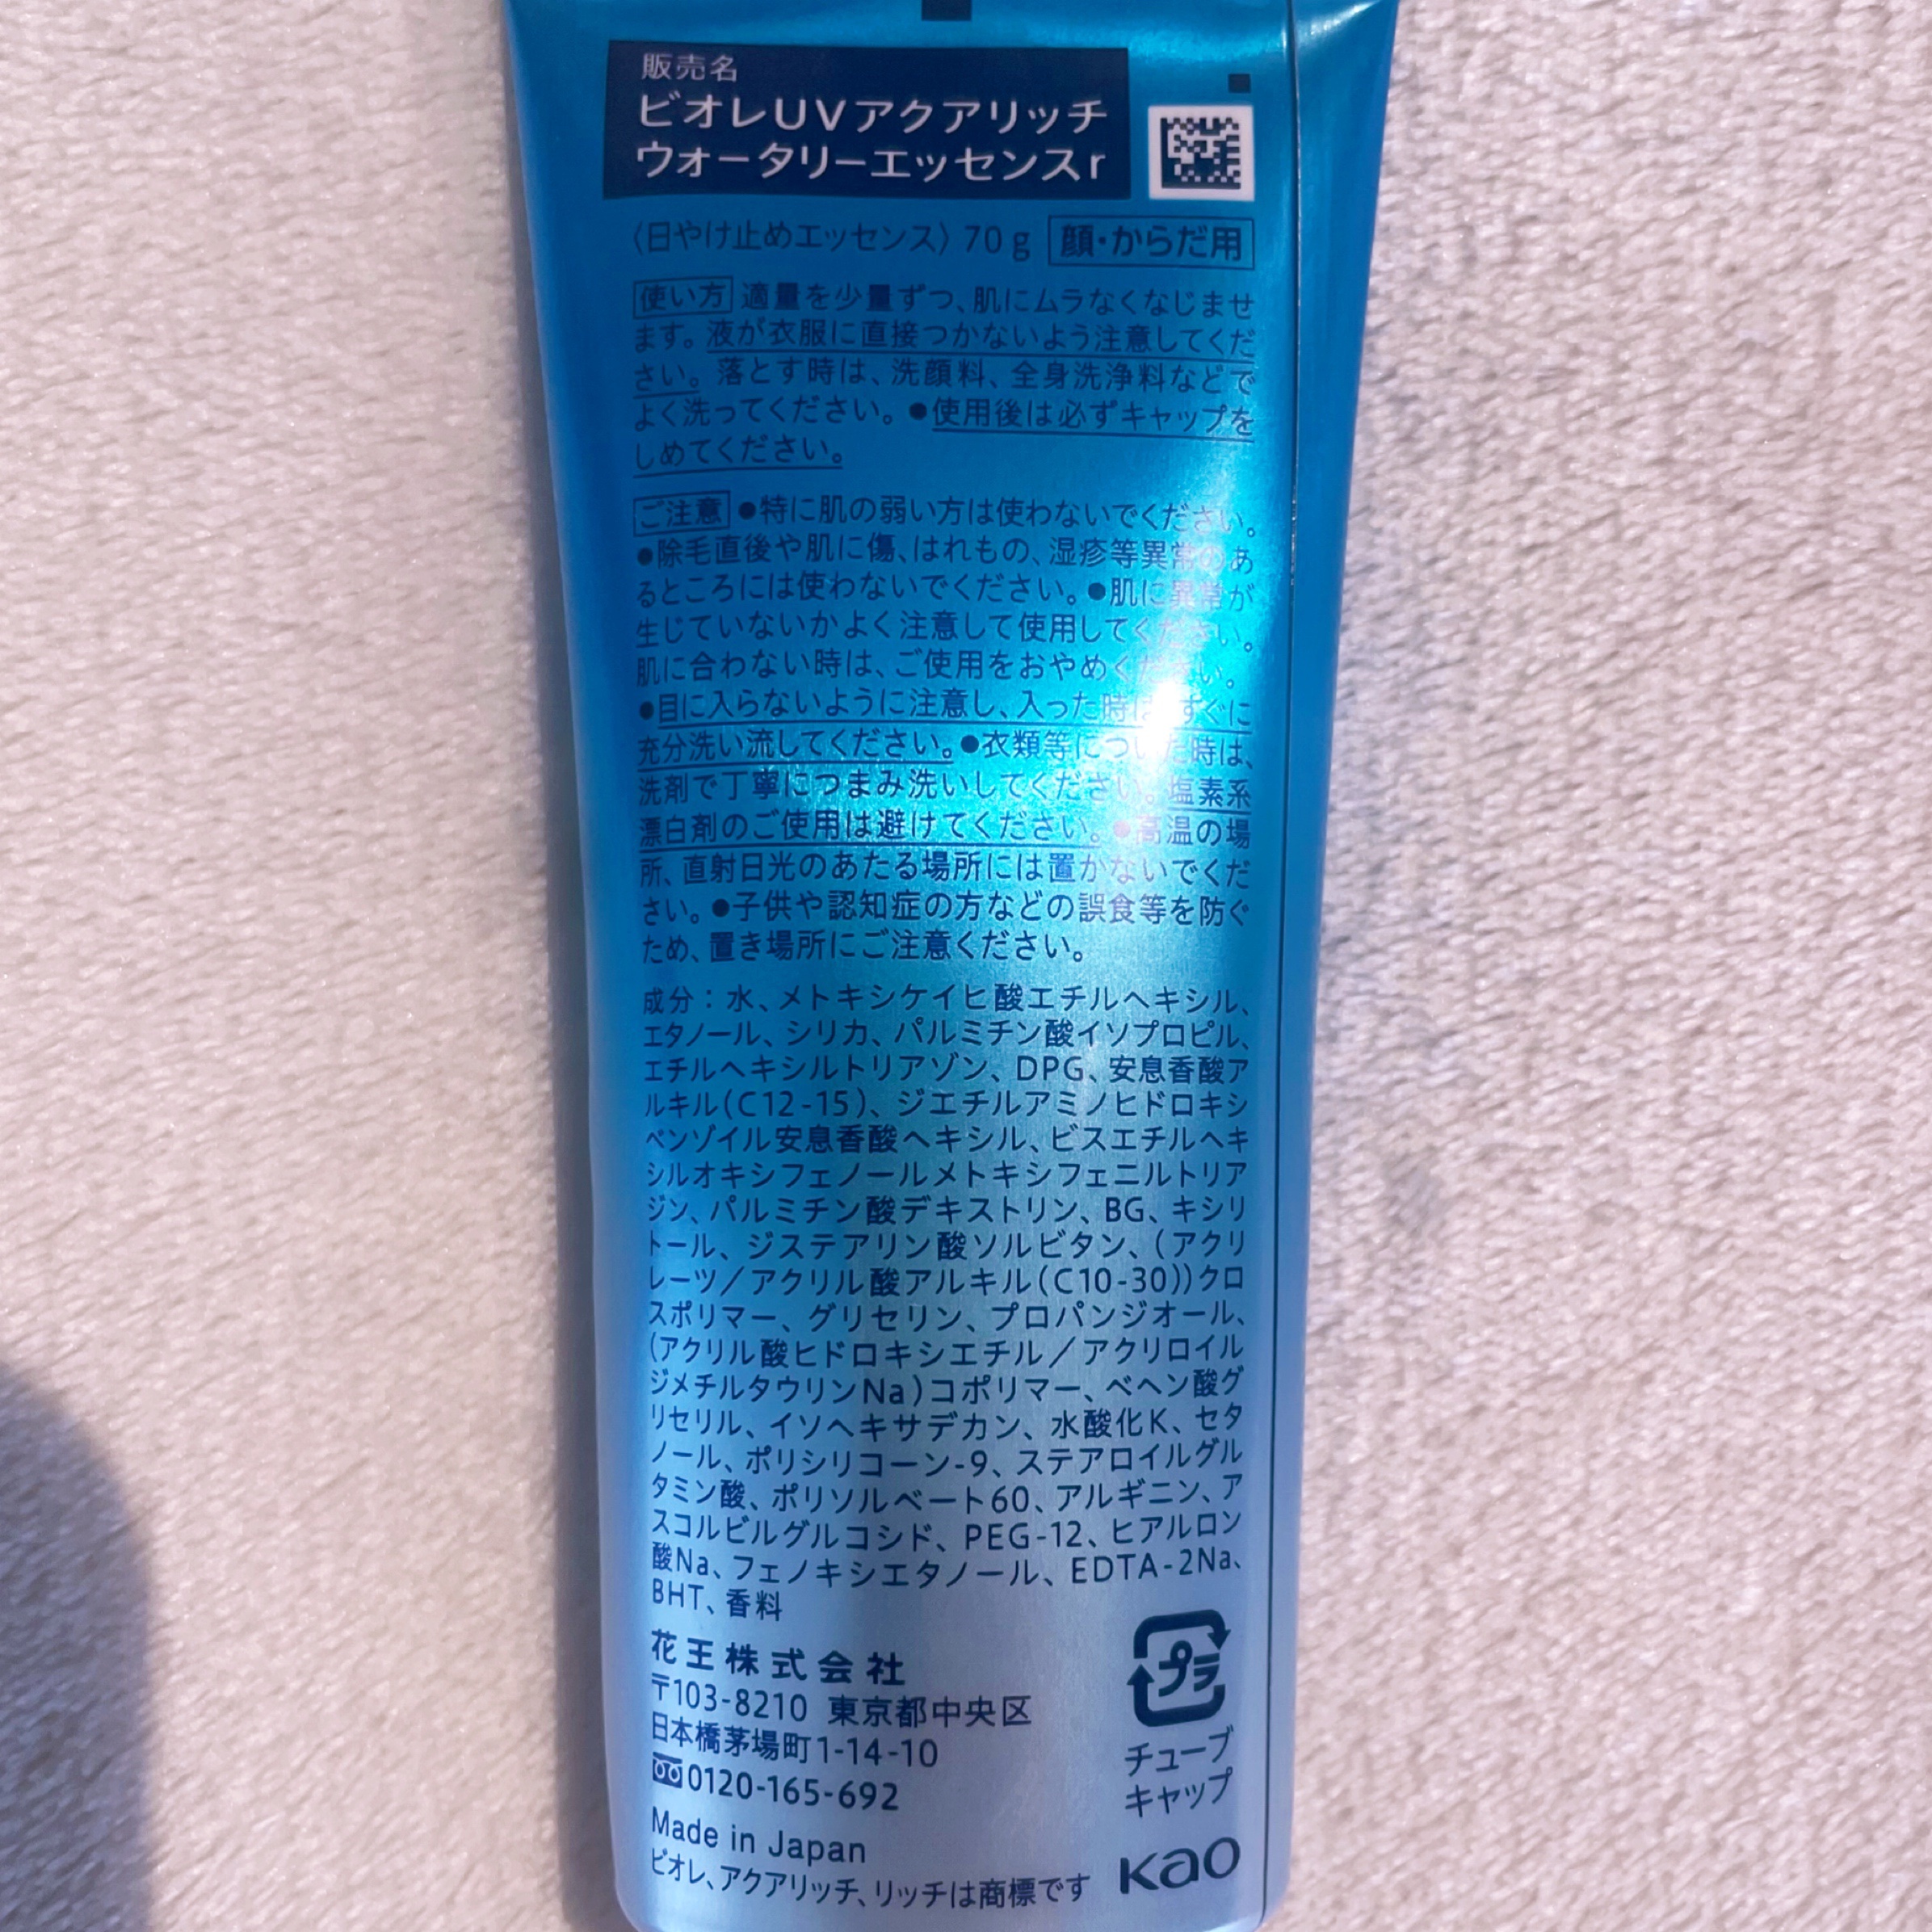 販売名
ビオレUVアクアリッチ
ウォータリーエッセンスr
〈日やけ止めエッセンス〉70g 顔・からだ用
使い方 適量を少量ずつ、肌にムラなくなじませ
ます。液が衣服に直接つかないよう注意してくだ
さい。落とす時は、洗顔料、全身洗浄料などで
よく洗ってください。●使用後は必ずキャップを
しめてください。
ご注意 ●特に肌の弱い方は使わないでください。
●除毛直後や肌に傷、はれもの、湿疹等異常のあ
るところには使わないでください。●肌に異常が
生じていないかよく注意して使用してください。
肌に合わない時は、ご使用をおやめください。
●目に入らないように注意し、入った時は、すぐに
充分洗い流してください。●衣類等についた時は、
洗剤で丁寧につまみ洗いしてください。塩素系
漂白剤のご使用は避けてください。●高温の場
所、直射日光のあたる場所には置かないでくだ
さい。●子供や認知症の方などの誤食等を防ぐ
ため、置き場所にご注意ください。
成分：水、メトキシケイヒ酸エチルヘキシル、
エタノール、シリカ、パルミチン酸イソプロピル、
エチルヘキシルトリアゾン、DPG、安息香酸ア
ルキル(C12-15)、ジエチルアミノヒドロキシ
ベンゾイル安息香酸ヘキシル、ビスエチルヘキ
シルオキシフェノールメトキシフェニルトリア
ジン、パルミチン酸デキストリン、BG、キシリ
トール、ジステアリン酸ソルビタン、(アクリ
レーツ／アクリル酸アルキル(C10-30))クロ
スポリマー、グリセリン、プロパンジオール、
(アクリル酸ヒドロキシエチル／アクリロイル
ジメチルタウリンNa)コポリマー、ベヘン酸グ
リセリル、イソヘキサデカン、水酸化K、セタ
ノール、ポリシリコーン-9、ステアロイルグル
タミン酸、ポリソルベート60、アルギニン、ア
スコルビルグルコシド、PEG-12、ヒアルロン
酸Na、フェノキシエタノール、EDTA-2Na、
BHT、香料
花王株式会社
〒103-8210 東京都中央区
日本橋茅場町1-14-10
0120-165-692
Made in Japan
ビオレ、アクアリッチ、リッチは商標です
プラ
チューブ
キャップ
Kao